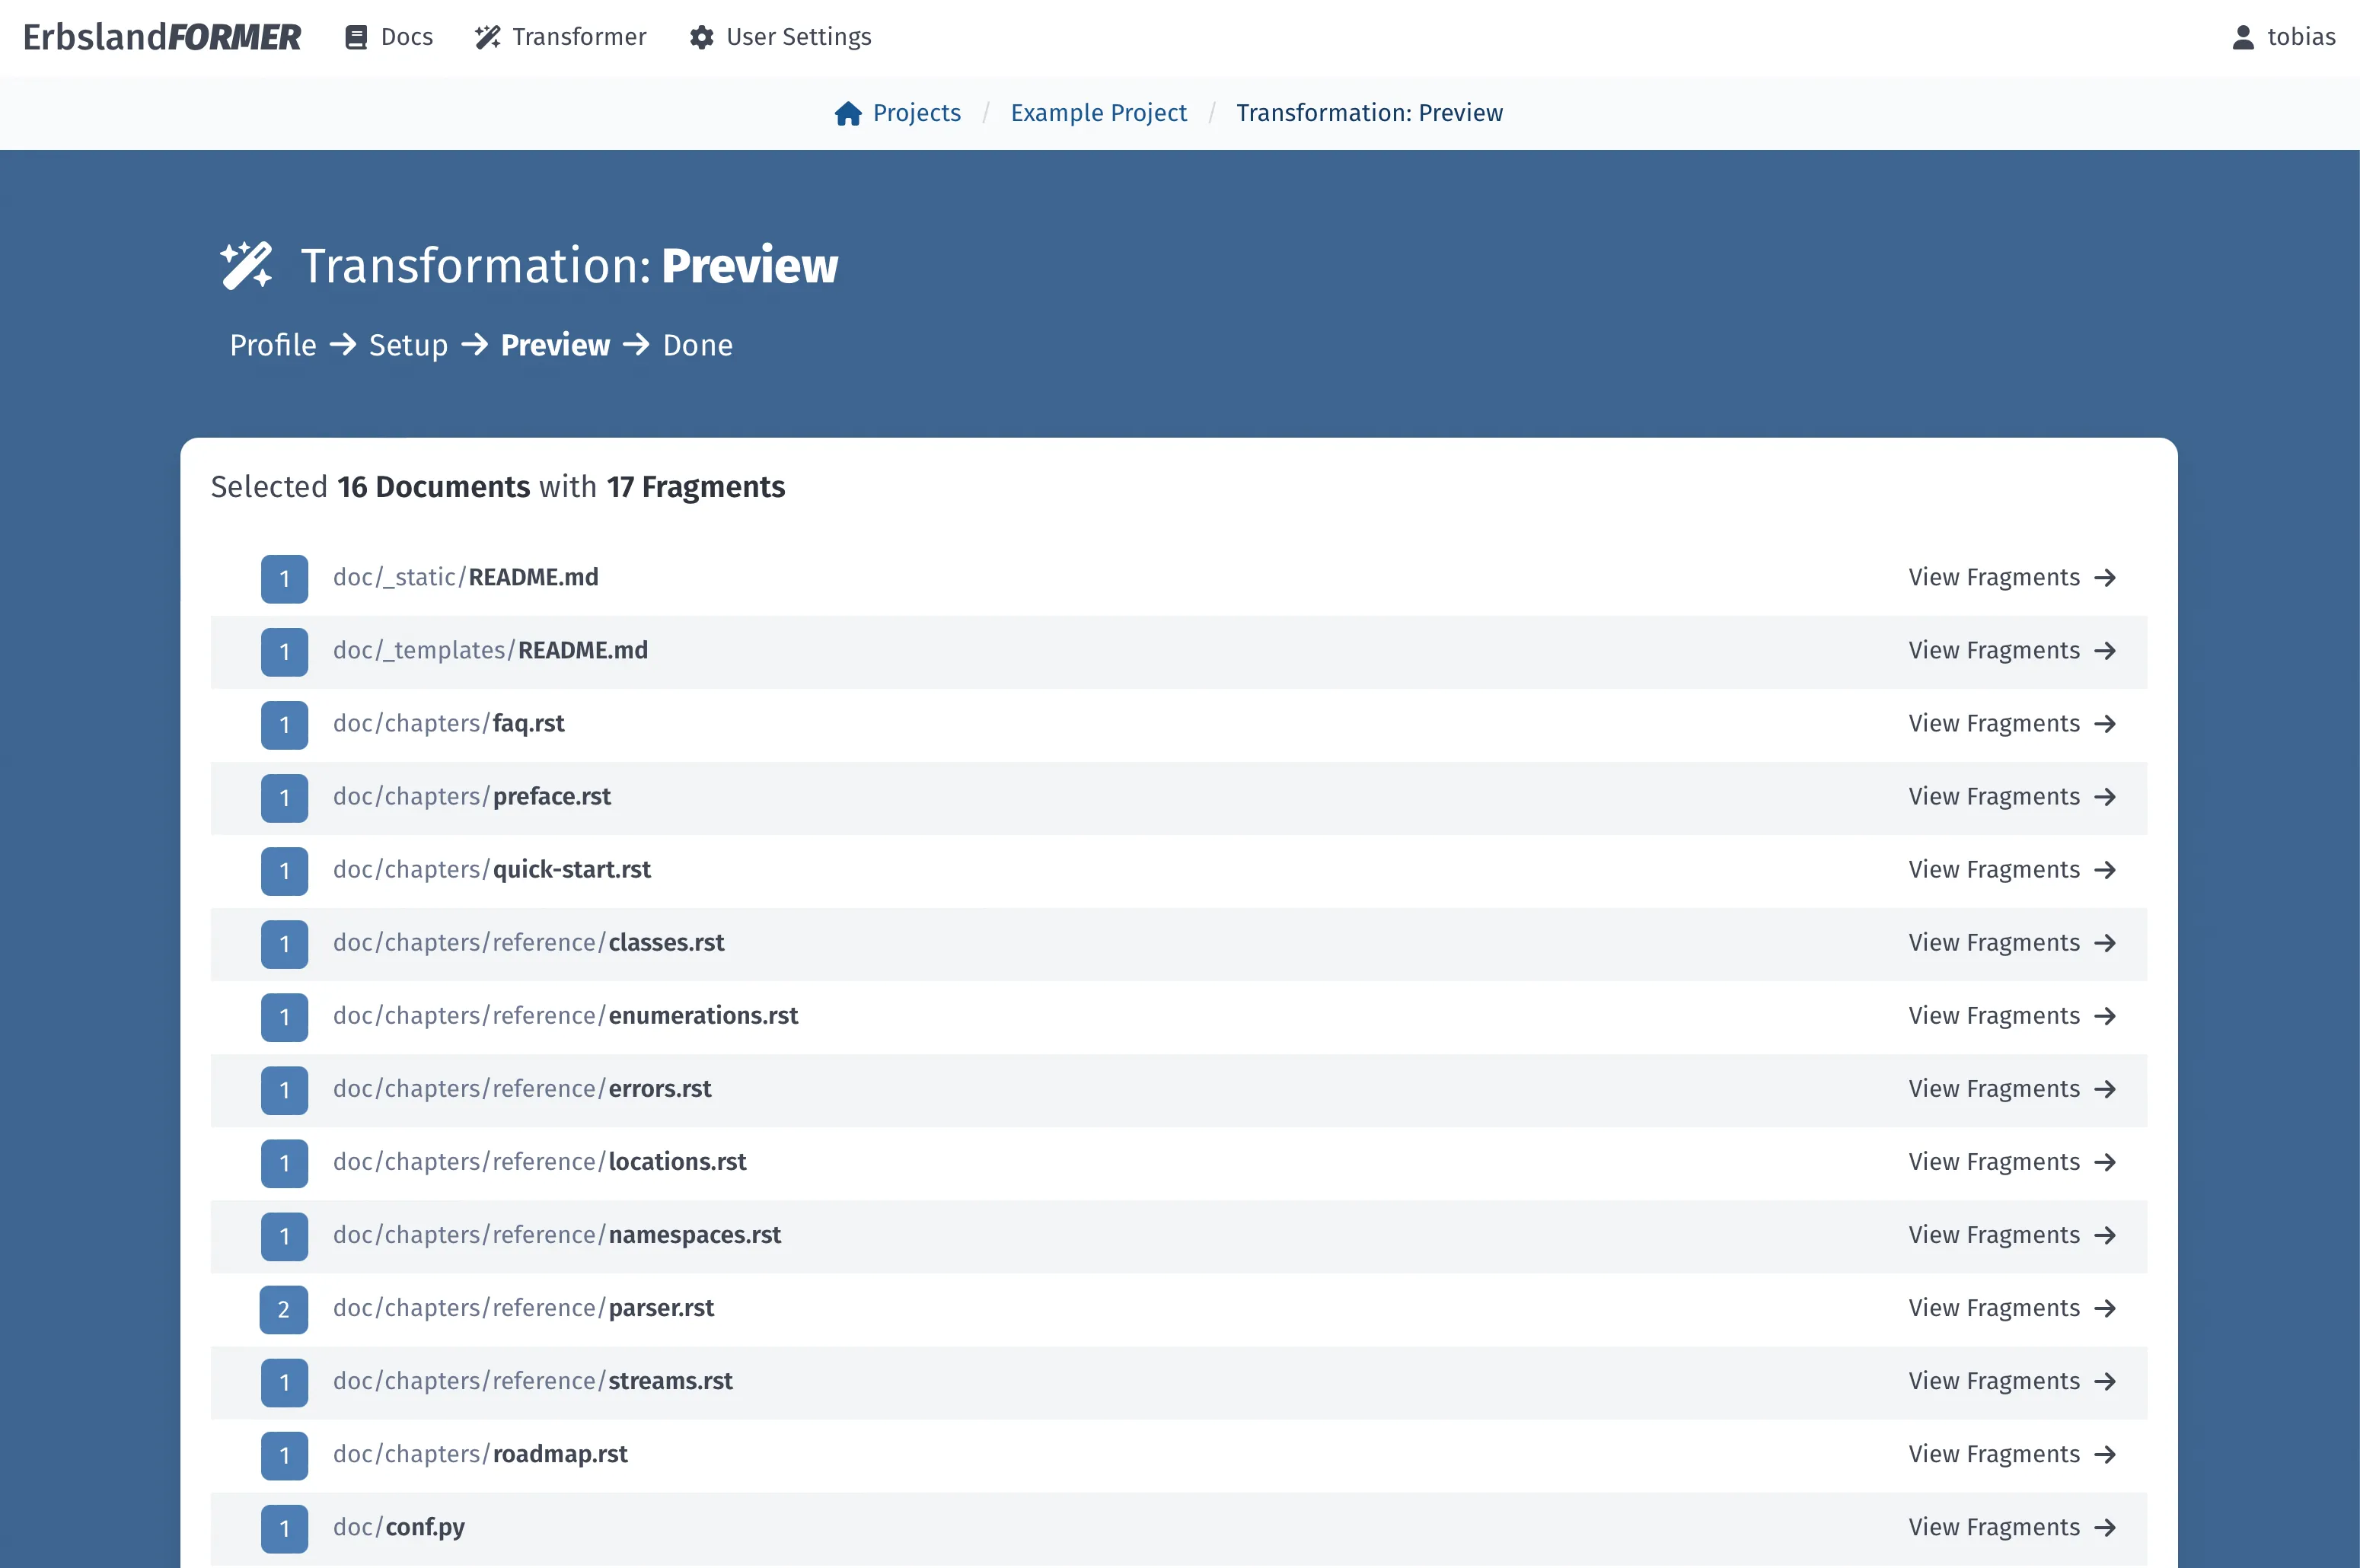 ErbslandFORMER Docs Transformer User Settings tobias
Projects / Example Project / Transformation: Preview
Transformation: Preview
Profile → Setup → Preview → Done
Selected 16 Documents with 17 Fragments
1 doc/_static/README.md View Fragments →
1 doc/_templates/README.md View Fragments →
1 doc/chapters/faq.rst View Fragments →
1 doc/chapters/preface.rst View Fragments →
1 doc/chapters/quick-start.rst View Fragments →
1 doc/chapters/reference/classes.rst View Fragments →
1 doc/chapters/reference/enumerations.rst View Fragments →
1 doc/chapters/reference/errors.rst View Fragments →
1 doc/chapters/reference/locations.rst View Fragments →
1 doc/chapters/reference/namespaces.rst View Fragments →
2 doc/chapters/reference/parser.rst View Fragments →
1 doc/chapters/reference/streams.rst View Fragments →
1 doc/chapters/roadmap.rst View Fragments →
1 doc/conf.py View Fragments →